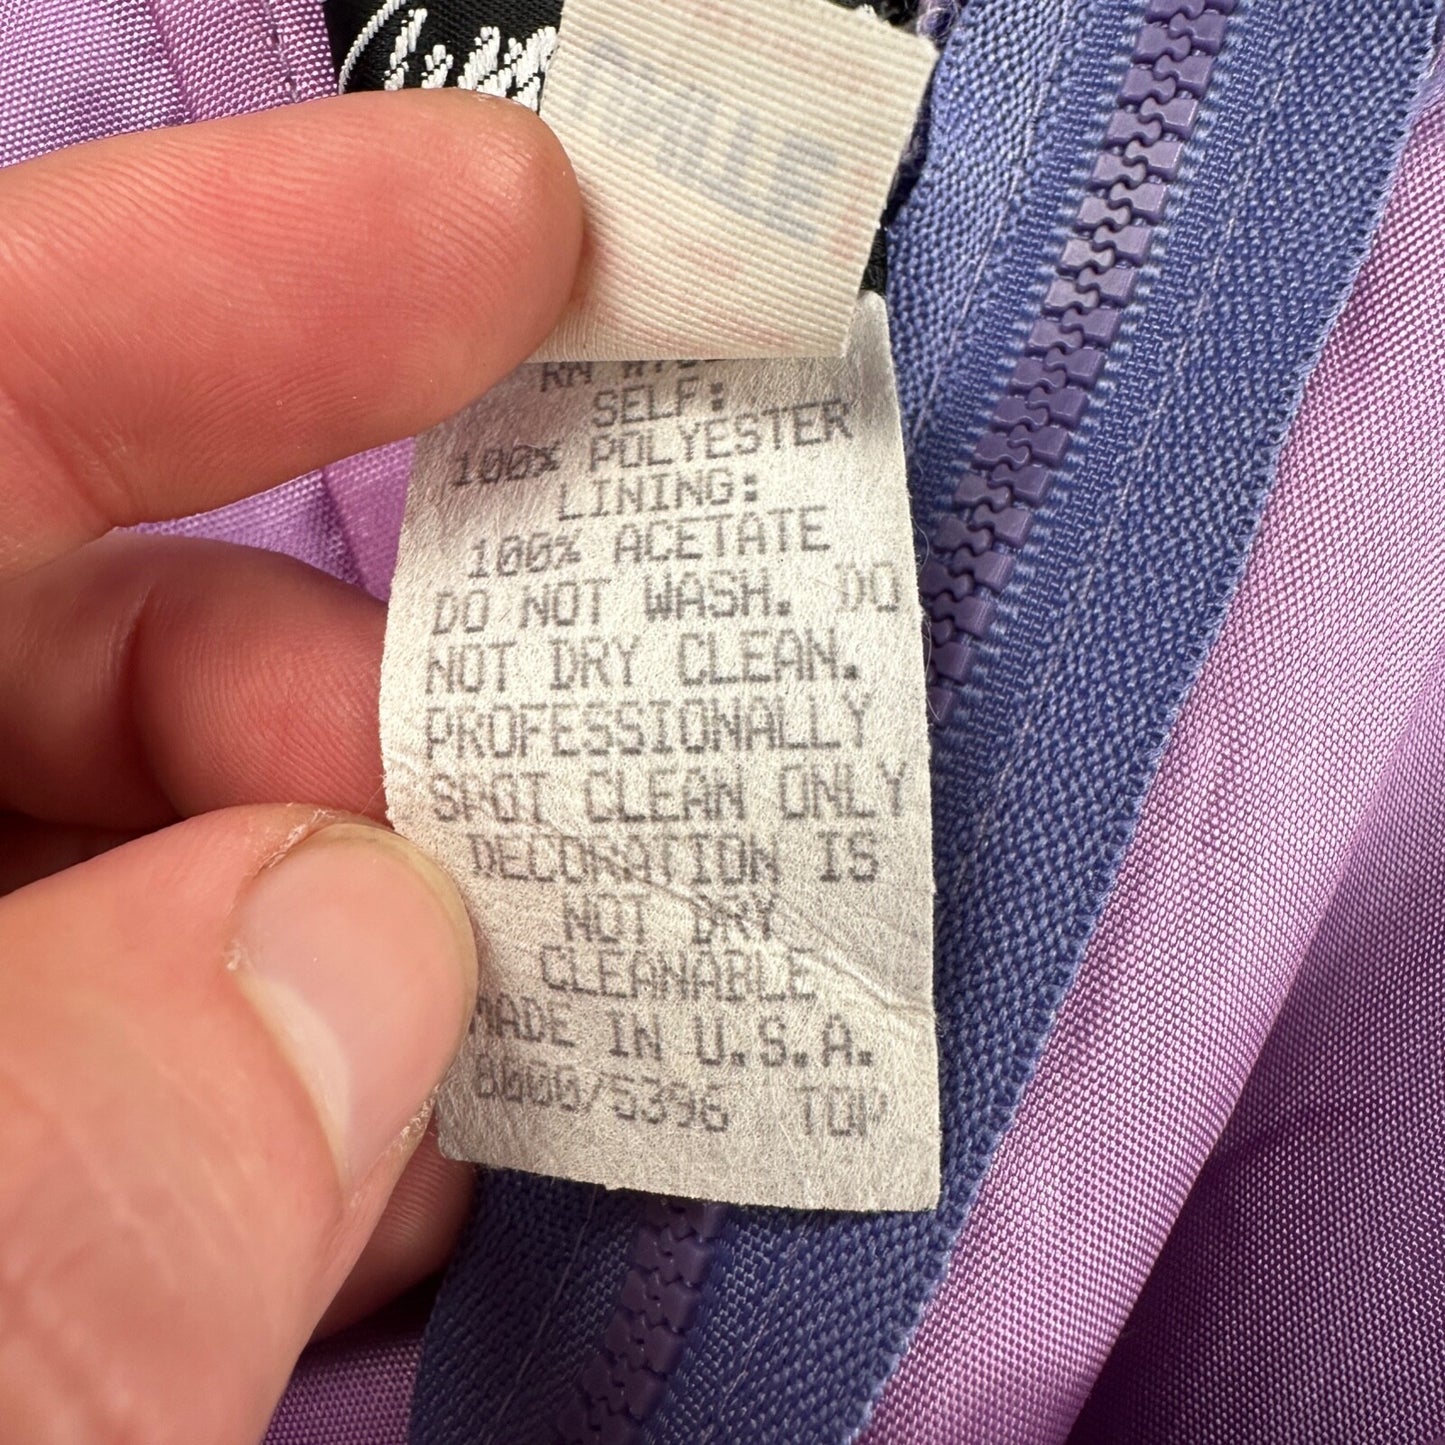 RN
SELF:
100% POLYESTER
LINING:
100% ACETATE
DO NOT WASH. DO
NOT DRY CLEAN.
PROFESSIONALLY
SPOT CLEAN ONLY
DECORATION IS
NOT DRY
CLEANABLE
MADE IN U.S.A.
8000/5396 TOP